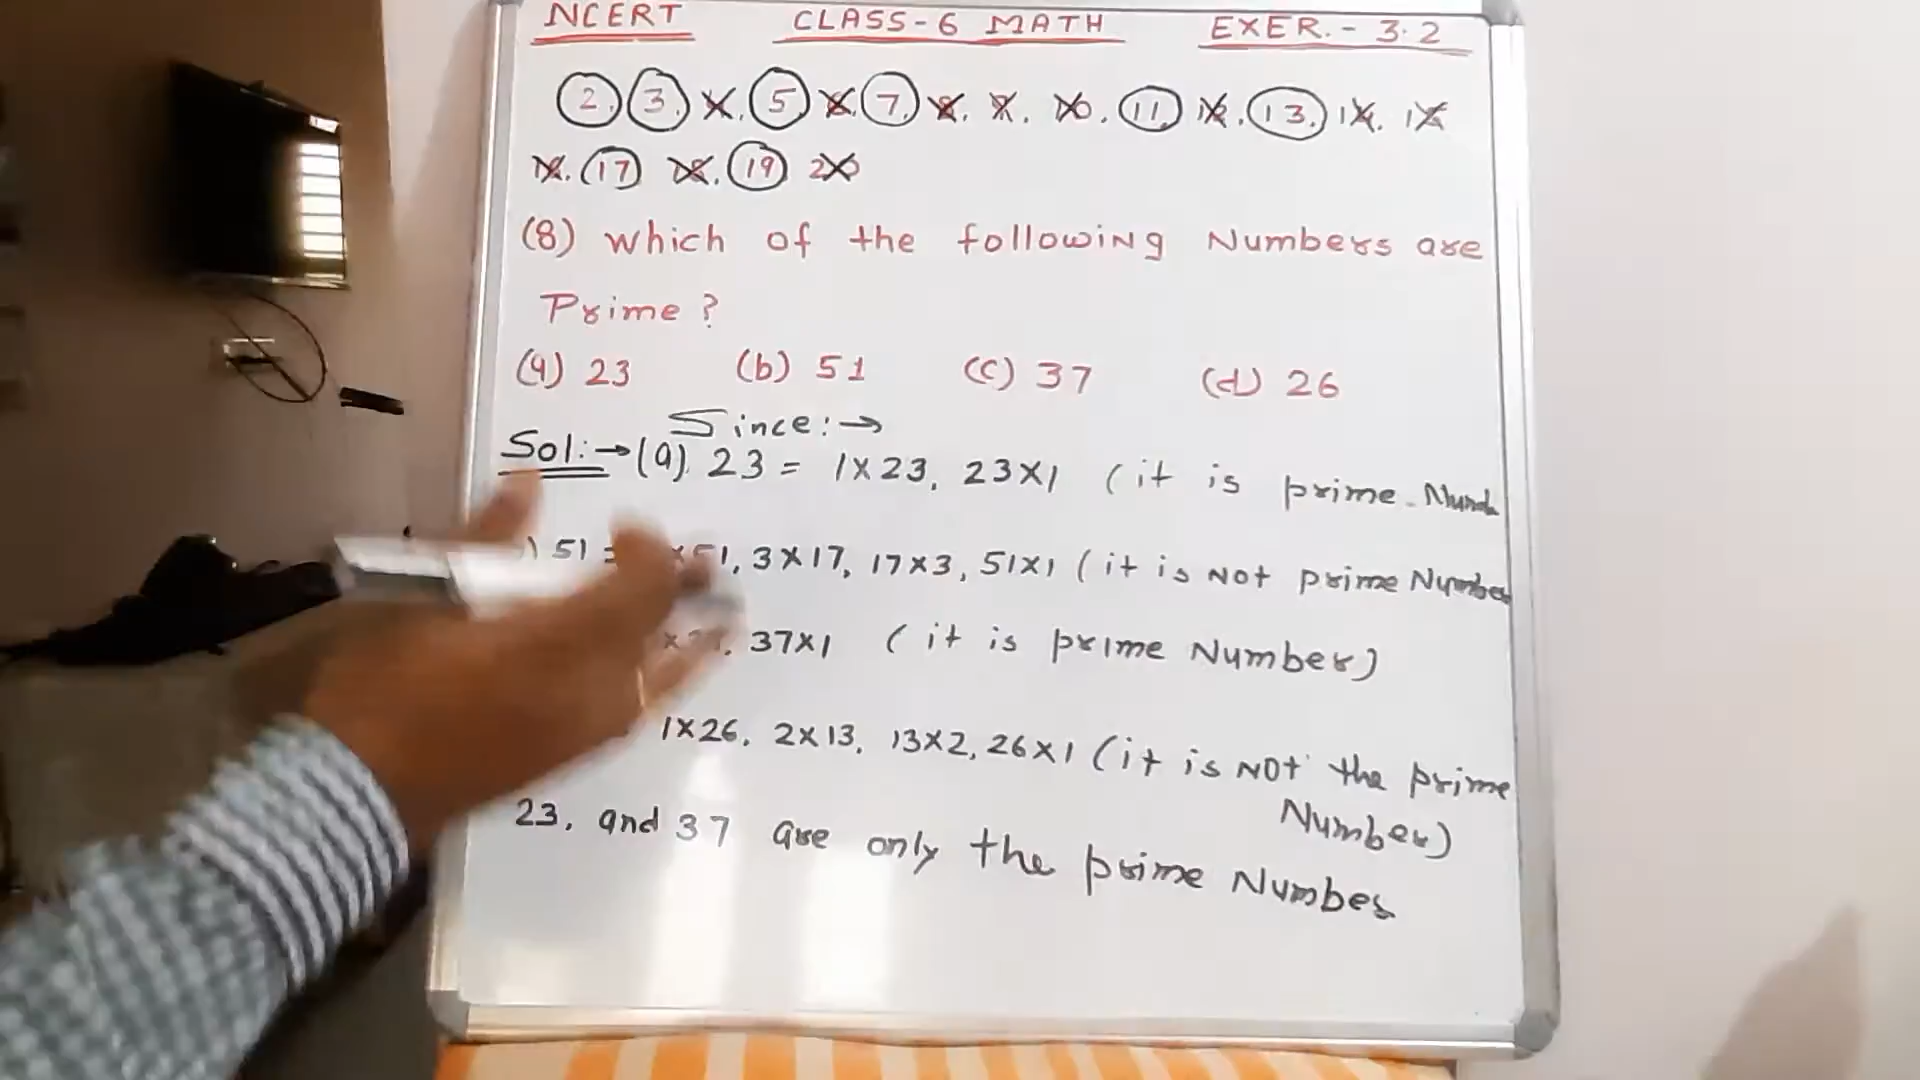 NCERT CLASS-6 MATH EXER.- 3.2
2. 3. 4. 5 6. 7. 8. 9. 10. 11. 12. 13. 14. 15
16. 17 18. 19 20
(8) which of the following Numbers are
Prime ?
(a) 23 (b) 51 (c) 37 (d) 26
Since:→
Sol:→(a) 23 = 1×23, 23×1 (it is prime
) 51 = ×51, 3×17, 17×3, 51×1 (it is Not prime Number
37×1 (it is prime Number)
1×26, 2×13, 13×2, 26×1 (it is NOt the prime
Number)
23, and 37 are only the prime Number